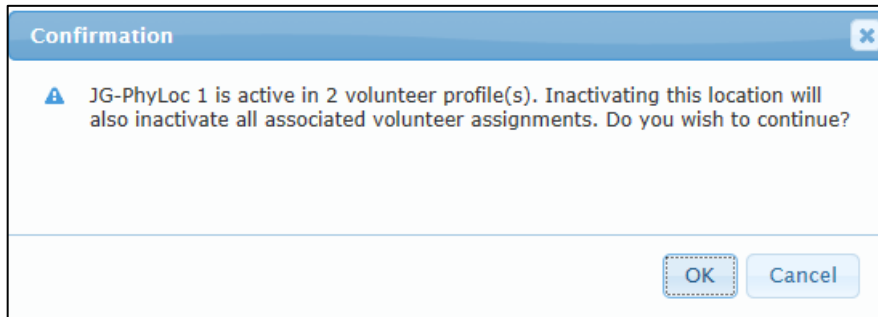 Confirmation
JG-PhyLoc 1 is active in 2 volunteer profile(s). Inactivating this location will
also inactivate all associated volunteer assignments. Do you wish to continue?
OK
Cancel